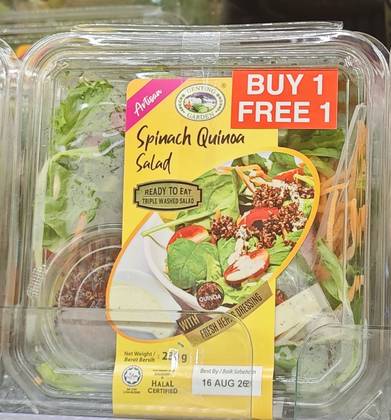 Artisan
GENTING GARDEN
BUY 1
FREE 1
Spinach Quinoa
Salad
READY TO EAT
TRIPLE WASHED SALAD
QUINOA
WITH FRESH HERBS DRESSING
Net Weight /
Berat Bersih
g
Best By / Baik Sebelum
16 AUG 26
HALAL
CERTIFIED